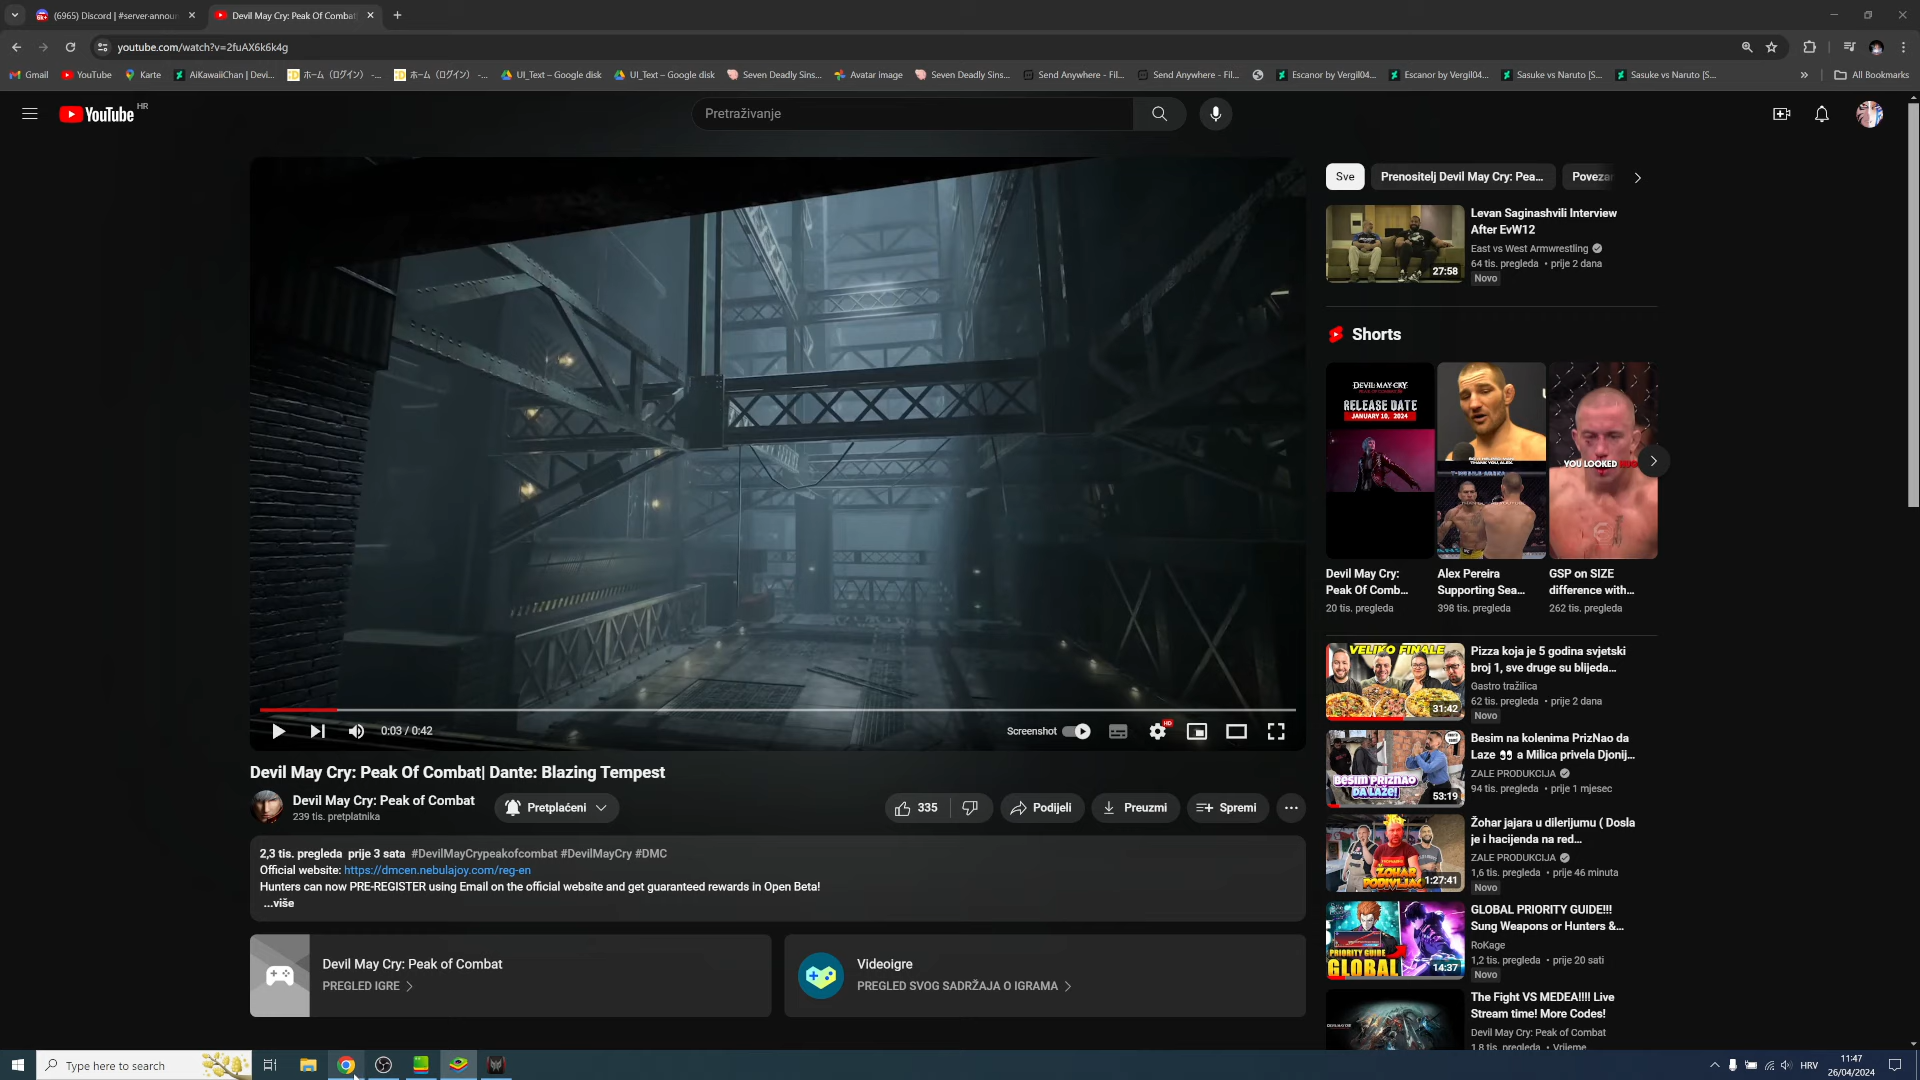 (6965) Discord | #server-announ
Devil May Cry: Peak Of Combat|
youtube.com/watch?v=2fuAX6k6k4g
Gmail YouTube Karte AiKawaiiChan | Devi... ホーム（ログイン） -... ホーム（ログイン） -... UI_Text – Google disk UI_Text – Google disk Seven Deadly Sins... Avatar image Seven Deadly Sins... Send Anywhere - Fil... Send Anywhere - Fil... Escanor by Vergil04... Escanor by Vergil04... Sasuke vs Naruto [S... Sasuke vs Naruto [S... » All Bookmarks
YouTube HR
Pretraživanje
Sve Prenositelj Devil May Cry: Pea... Povezan
Levan Saginashvili Interview
After EvW12
East vs West Armwrestling
64 tis. pregleda • prije 2 dana
Novo
27:58
Shorts
DEVIL MAY CRY
RELEASE DATE
JANUARY 10, 2024
THANK YOU, ALEX.
YOU LOOKED
Devil May Cry:
Peak Of Comb...
20 tis. pregleda
Alex Pereira
Supporting Sea...
398 tis. pregleda
GSP on SIZE
difference with...
262 tis. pregleda
VELIKO FINALE
31:42
Pizza koja je 5 godina svjetski
broj 1, sve druge su blijeda...
Gastro tražilica
62 tis. pregleda • prije 2 dana
Novo
BESIM PRIZNAO
DA LAZE!
53:19
Besim na kolenima PrizNao da
Laze 👀 a Milica privela Djonij...
ZALE PRODUKCIJA
94 tis. pregleda • prije 1 mjesec
ZOHAR
PODIVLJAO
1:27:41
Žohar jajara u dilerijumu ( Dosla
je i hacijenda na red...
ZALE PRODUKCIJA
1,6 tis. pregleda • prije 46 minuta
Novo
PRIORITY GUIDE
GLOBAL
14:37
GLOBAL PRIORITY GUIDE!!!
Sung Weapons or Hunters &...
RoKage
1,2 tis. pregleda • prije 20 sati
Novo
The Fight VS MEDEA!!!! Live
Stream time! More Codes!
Devil May Cry: Peak of Combat
1,8 tis. pregleda • Vrijeme
0:03 / 0:42
Screenshot
HD
Devil May Cry: Peak Of Combat| Dante: Blazing Tempest
Devil May Cry: Peak of Combat
239 tis. pretplatnika
Pretplaćeni
335
Podijeli
Preuzmi
Spremi
2,3 tis. pregleda prije 3 sata #DevilMayCrypeakofcombat #DevilMayCry #DMC
Official website: https://dmcen.nebulajoy.com/reg-en
Hunters can now PRE-REGISTER using Email on the official website and get guaranteed rewards in Open Beta!
...više
Devil May Cry: Peak of Combat
PREGLED IGRE
Videoigre
PREGLED SVOG SADRŽAJA O IGRAMA
Type here to search
HRV
11:47
26/04/2024